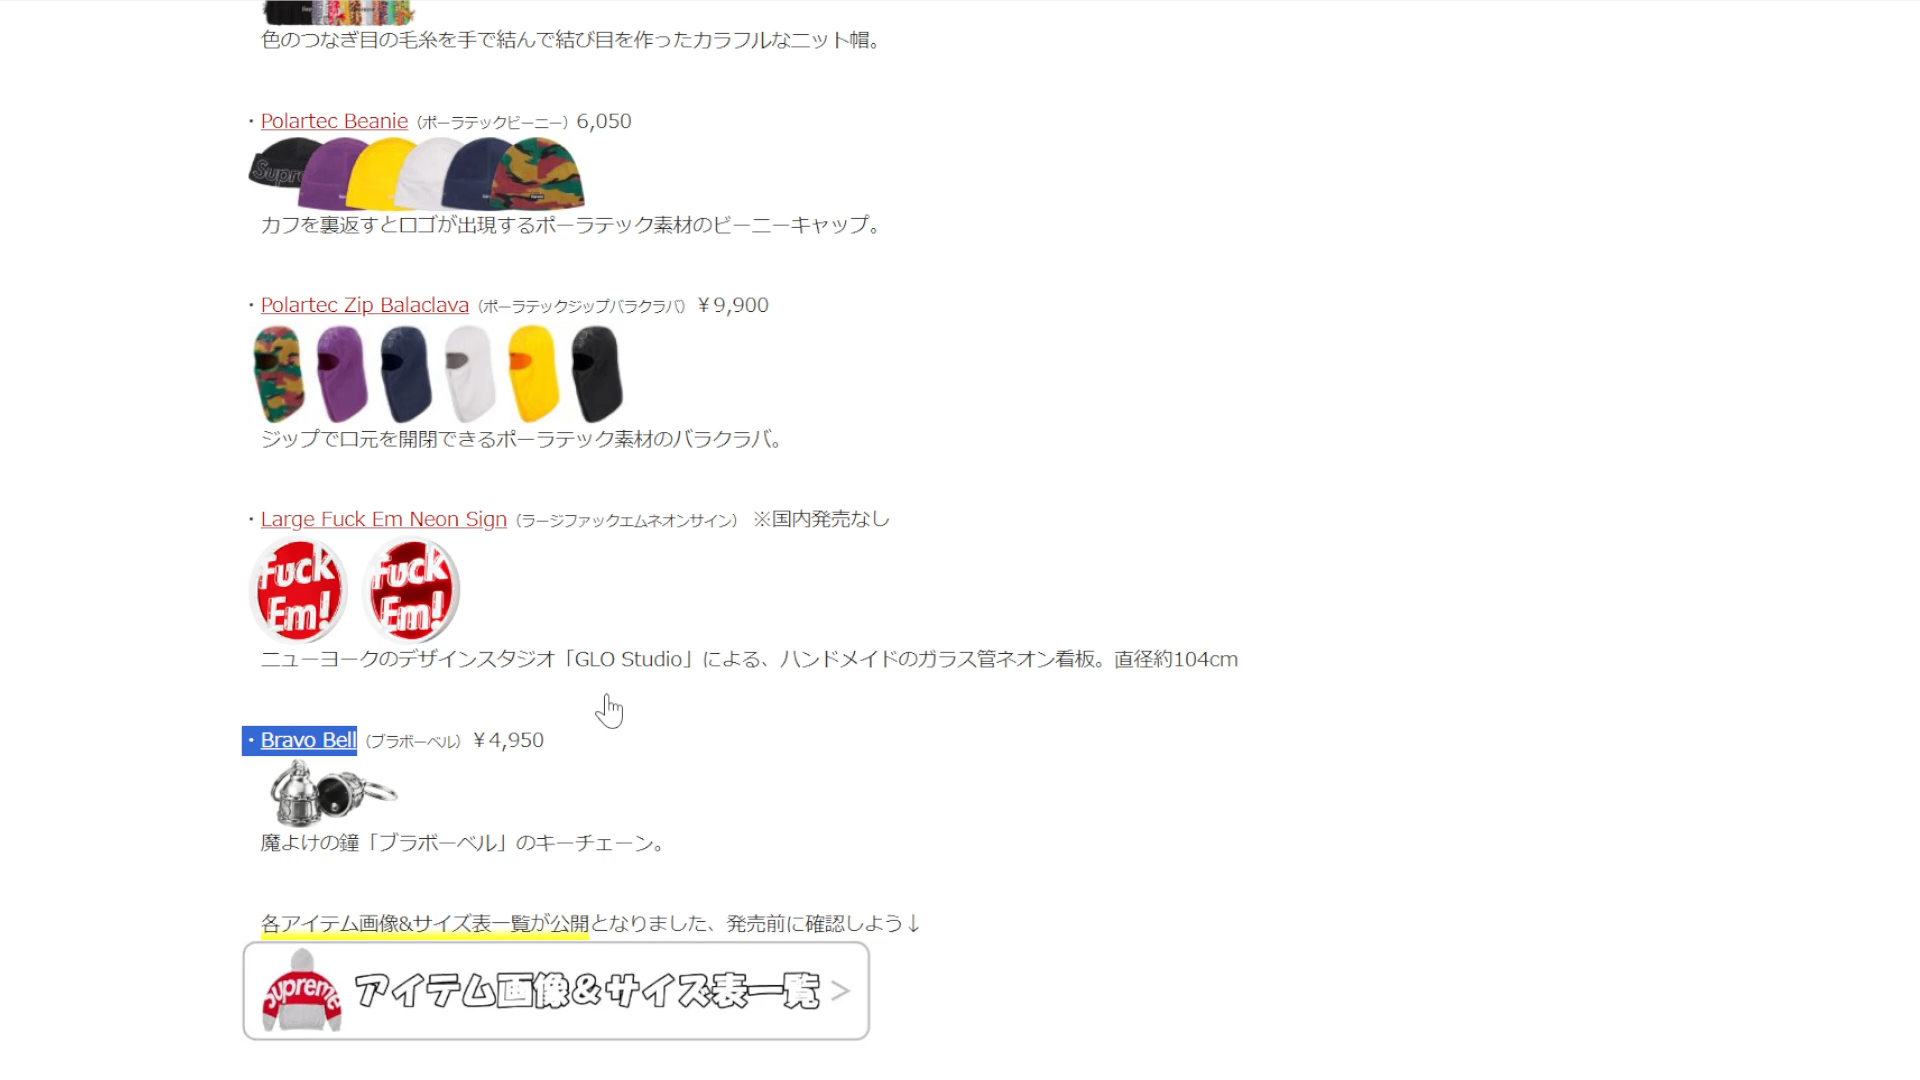 色のつなぎ目の毛糸を手で結んで結び目を作ったカラフルなニット帽。
・Polartec Beanie（ポーラテックビーニー）6,050
カフを裏返すとロゴが出現するポーラテック素材のビーニーキャップ。
・Polartec Zip Balaclava（ポーラテックジップバラクラバ）￥9,900
ジップで口元を開閉できるポーラテック素材のバラクラバ。
・Large Fuck Em Neon Sign（ラージファックエムネオンサイン） ※国内発売なし
Fuck Em! Fuck Em!
ニューヨークのデザインスタジオ「GLO Studio」による、ハンドメイドのガラス管ネオン看板。直径約104cm
・Bravo Bell（ブラボーベル）￥4,950
魔よけの鐘「ブラボーベル」のキーチェーン。
各アイテム画像&サイズ表一覧が公開となりました、発売前に確認しよう↓
Supreme アイテム画像&サイズ表一覧 >